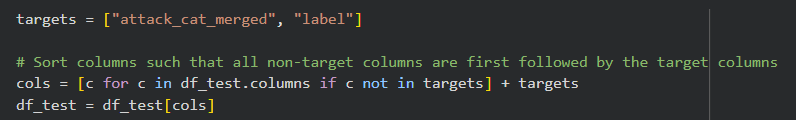 targets = ["attack_cat_merged", "label"]
# Sort columns such that all non-target columns are first followed by the target columns
cols = [c for c in df_test.columns if c not in targets] + targets
df_test = df_test[cols]